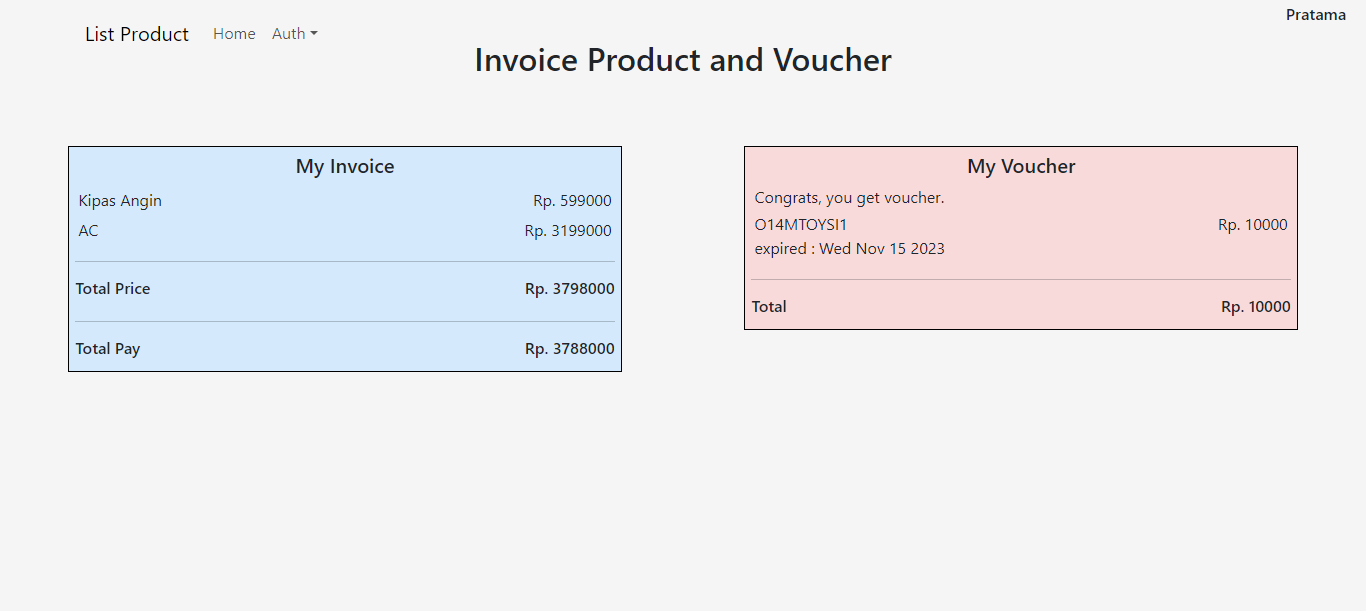 Pratama
List Product Home Auth
Invoice Product and Voucher
My Invoice
Kipas Angin Rp. 599000
AC Rp. 3199000
Total Price Rp. 3798000
Total Pay Rp. 3788000
My Voucher
Congrats, you get voucher.
O14MTOYSI1 Rp. 10000
expired : Wed Nov 15 2023
Total Rp. 10000